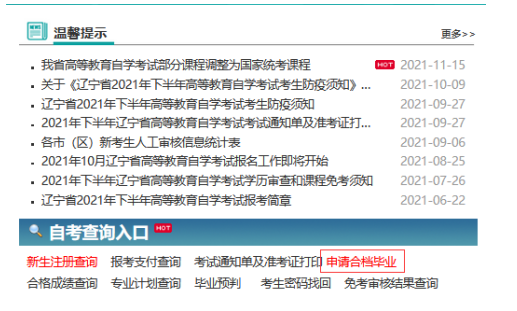 温馨提示 更多>>
我省高等教育自学考试部分课程调整为国家统考课程 HOT 2021-11-15
关于《辽宁省2021年下半年高等教育自学考试考生防疫须知》... 2021-10-09
辽宁省2021年下半年高等教育自学考试考生防疫须知 2021-09-27
2021年下半年辽宁省高等教育自学考试考试通知单及准考证打... 2021-09-27
各市（区）新考生人工审核信息统计表 2021-09-06
2021年10月辽宁省高等教育自学考试报名工作即将开始 2021-08-25
2021年下半年辽宁省高等教育自学考试学历审查和课程免考须知 2021-07-26
辽宁省2021年下半年高等教育自学考试报考简章 2021-06-22
自考查询入口 HOT
新生注册查询 报考支付查询 考试通知单及准考证打印 申请合档毕业
合格成绩查询 专业计划查询 毕业预判 考生密码找回 免考审核结果查询